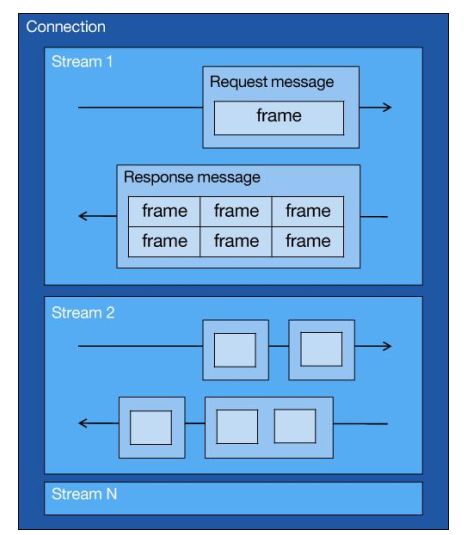 Connection
Stream 1
Request message
frame
Response message
frame frame frame
frame frame frame
Stream 2
Stream N